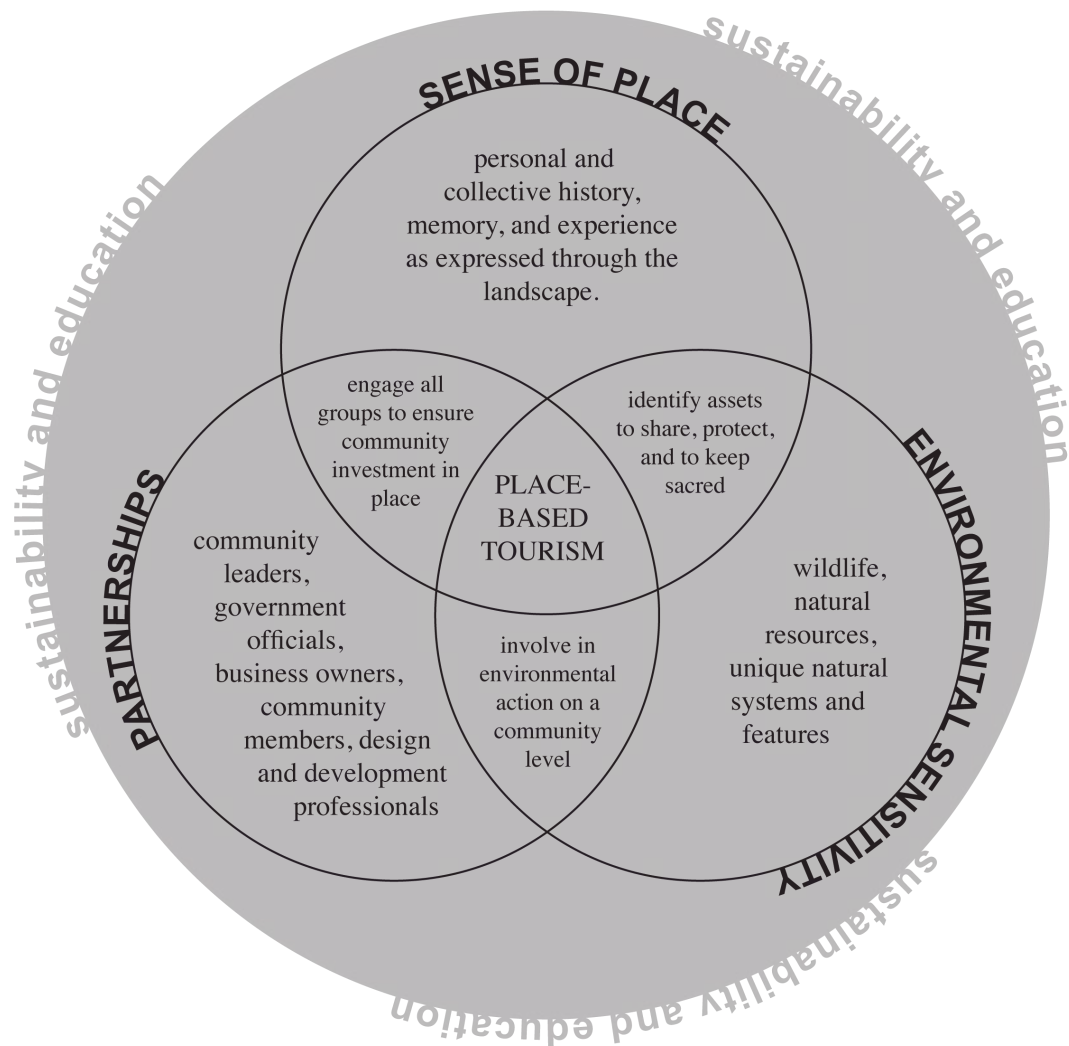 sustainability and education
SENSE OF PLACE
personal and
collective history,
memory, and experience
as expressed through the
landscape.
sustainability and education
engage all
groups to ensure
community
investment in
place
identify assets
to share, protect,
and to keep
sacred
PLACE-
BASED
TOURISM
PARTNERSHIPS
community
leaders,
government
officials,
business owners,
community
members, design
and development
professionals
ENVIRONMENTAL SENSITIVITY
wildlife,
natural
resources,
unique natural
systems and
features
involve in
environmental
action on a
community
level
sustainability and education